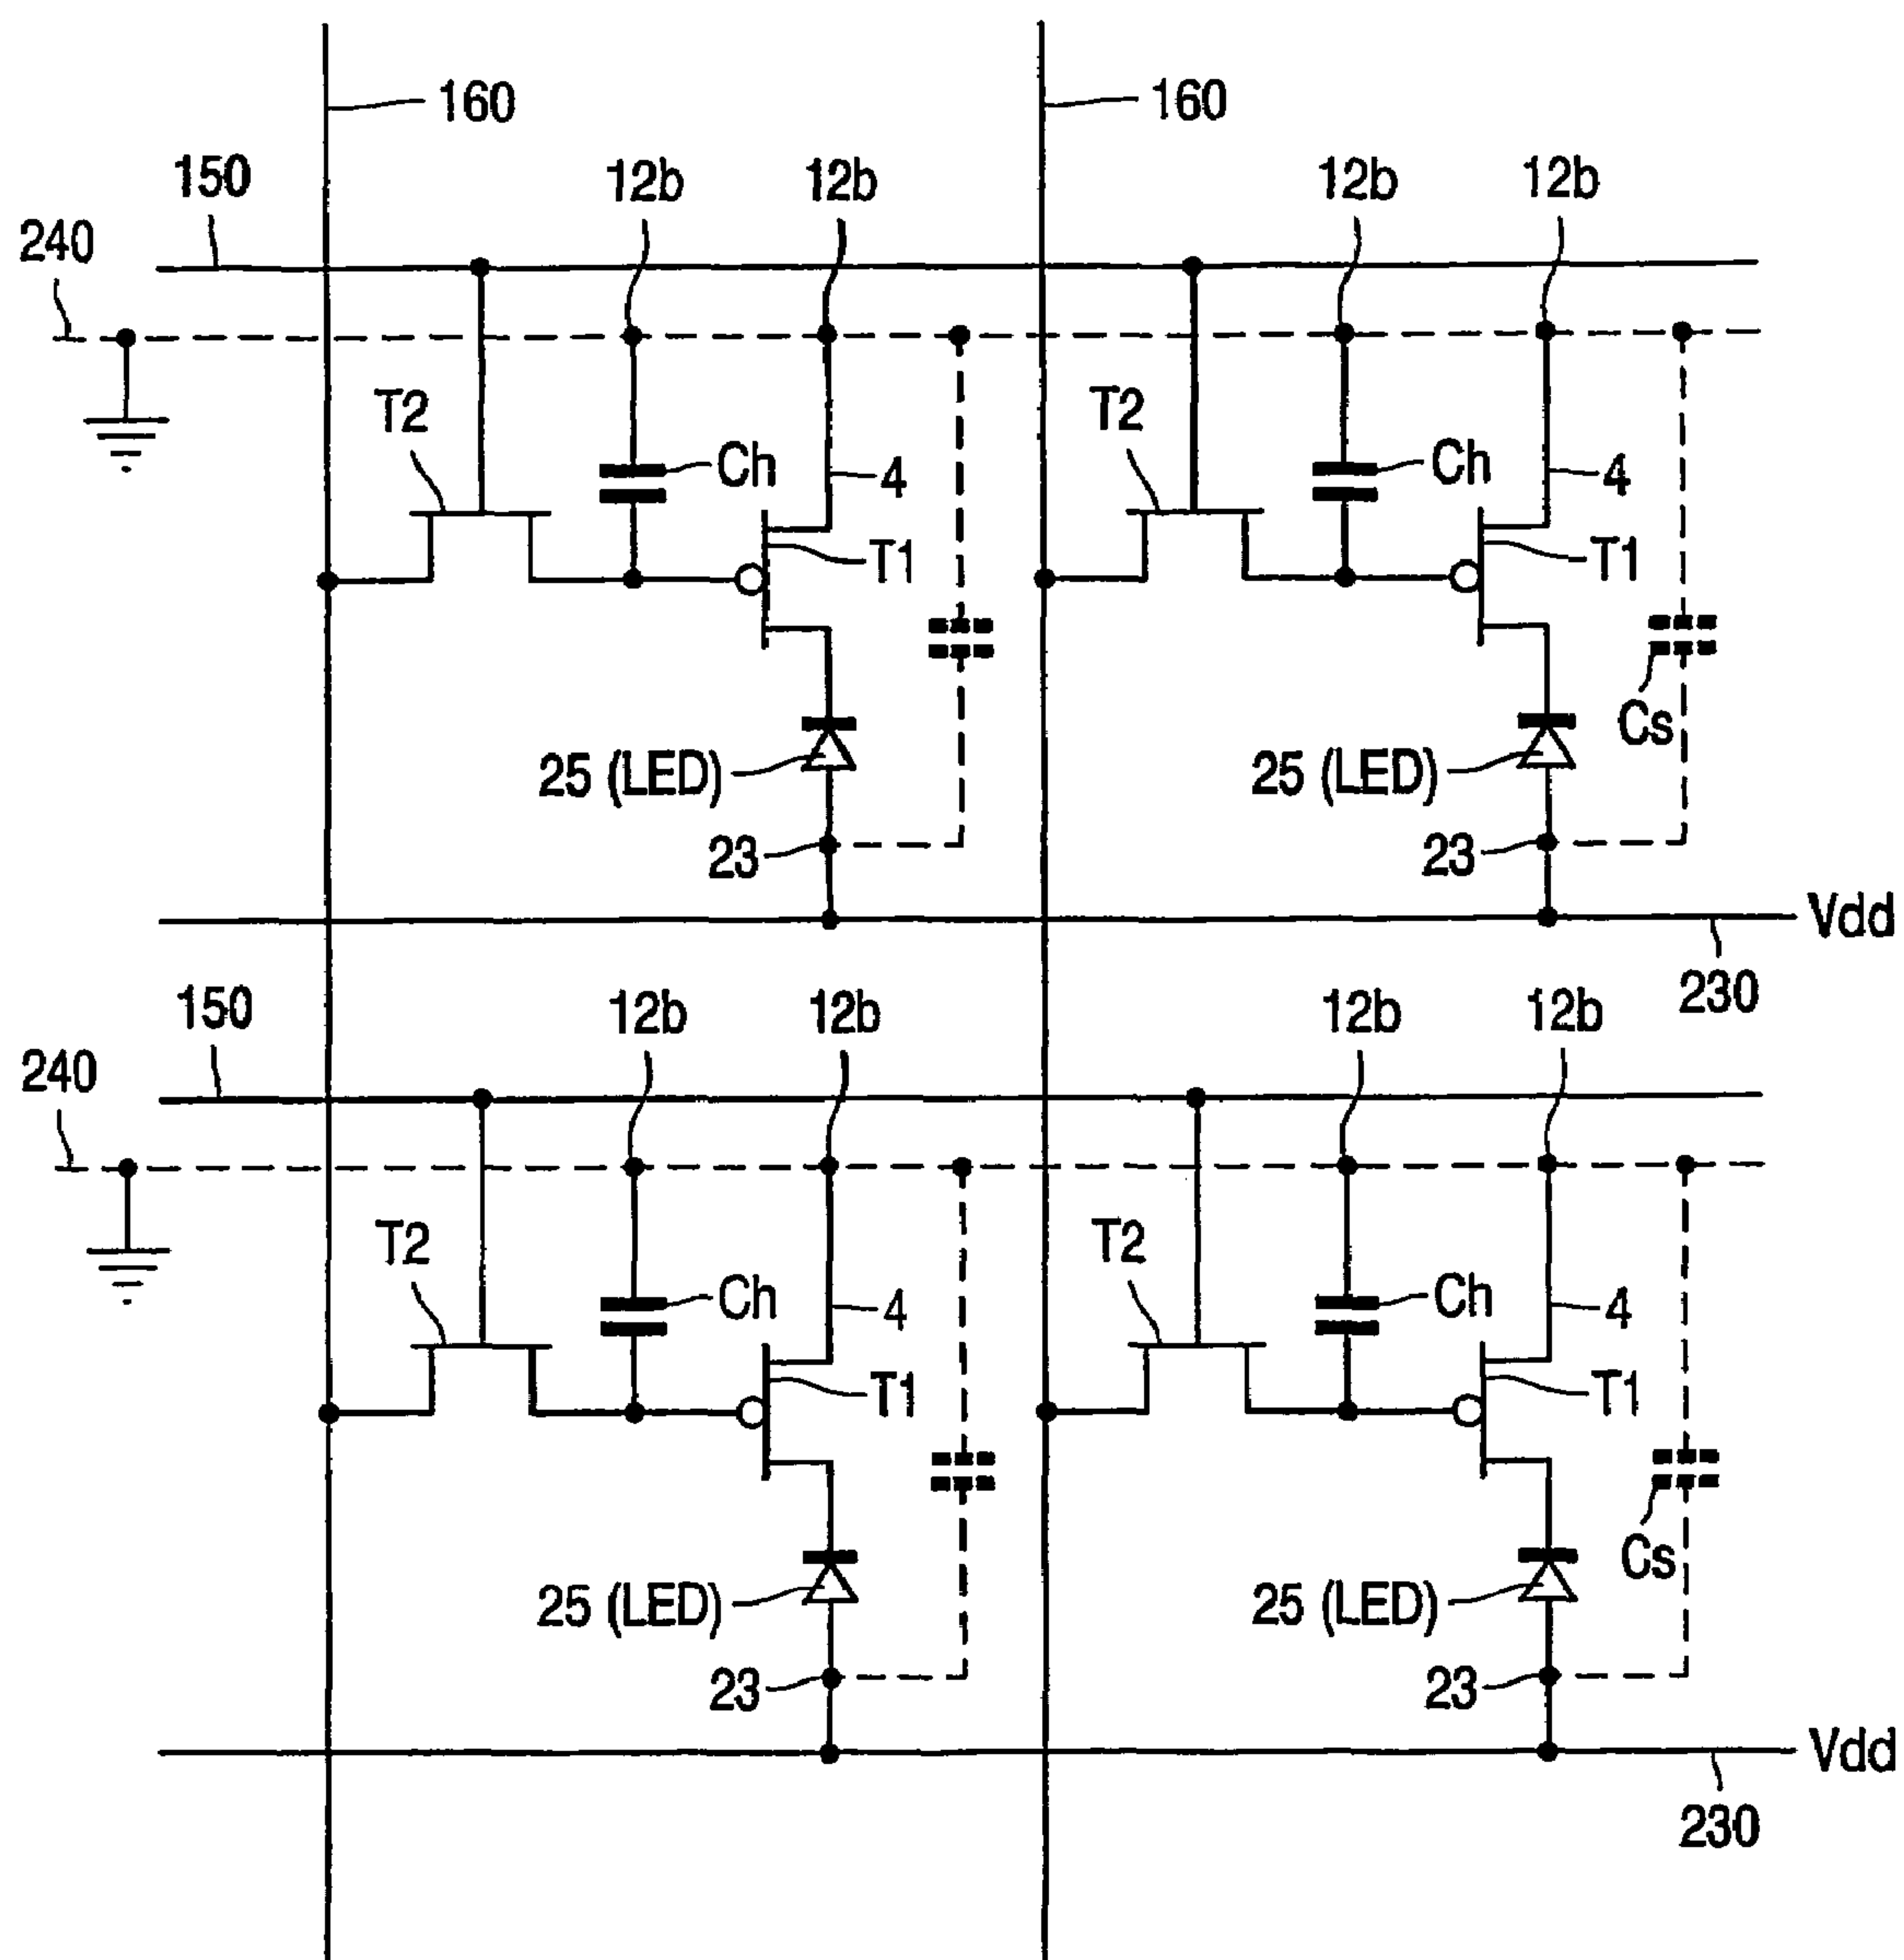 160 160
150 12b 12b 12b 12b
240
T2 Ch 4 T2 Ch 4
T1 T1
Cs
25 (LED) 25 (LED)
23 23
Vdd
230
150 12b 12b 12b 12b
240
T2 Ch 4 T2 Ch 4
T1 T1
Cs
25 (LED) 25 (LED)
23 23
Vdd
230